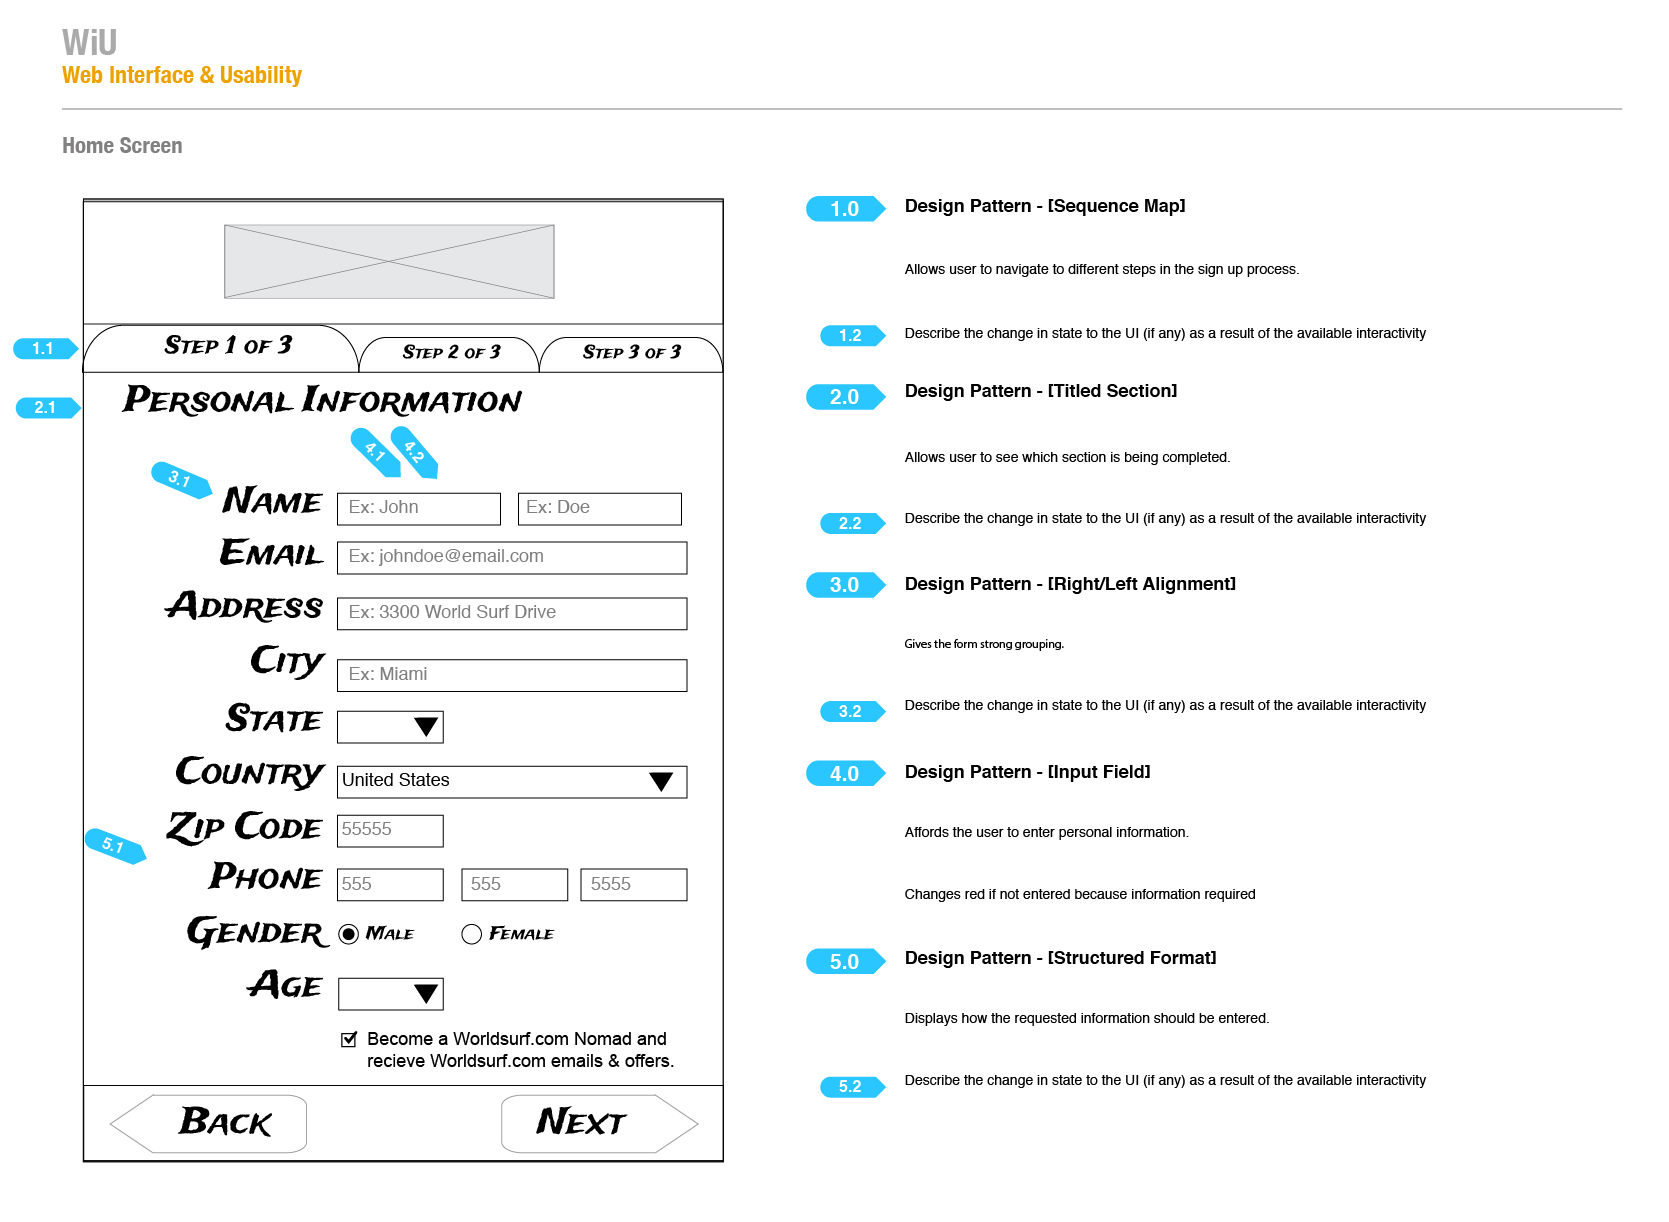 WiU
Web Interface & Usability
Home Screen
1.1
Step 1 of 3
Step 2 of 3
Step 3 of 3
2.1
Personal Information
4.1
4.2
3.1
Name
Ex: John
Ex: Doe
Email
Ex: johndoe@email.com
Address
Ex: 3300 World Surf Drive
City
Ex: Miami
State
Country
United States
Zip Code
55555
5.1
Phone
555
555
5555
Gender
Male
Female
Age
Become a Worldsurf.com Nomad and
recieve Worldsurf.com emails & offers.
Back
Next
1.0
Design Pattern - [Sequence Map]
Allows user to navigate to different steps in the sign up process.
1.2
Describe the change in state to the UI (if any) as a result of the available interactivity
2.0
Design Pattern - [Titled Section]
Allows user to see which section is being completed.
2.2
Describe the change in state to the UI (if any) as a result of the available interactivity
3.0
Design Pattern - [Right/Left Alignment]
Gives the form strong grouping.
3.2
Describe the change in state to the UI (if any) as a result of the available interactivity
4.0
Design Pattern - [Input Field]
Affords the user to enter personal information.
Changes red if not entered because information required
5.0
Design Pattern - [Structured Format]
Displays how the requested information should be entered.
5.2
Describe the change in state to the UI (if any) as a result of the available interactivity